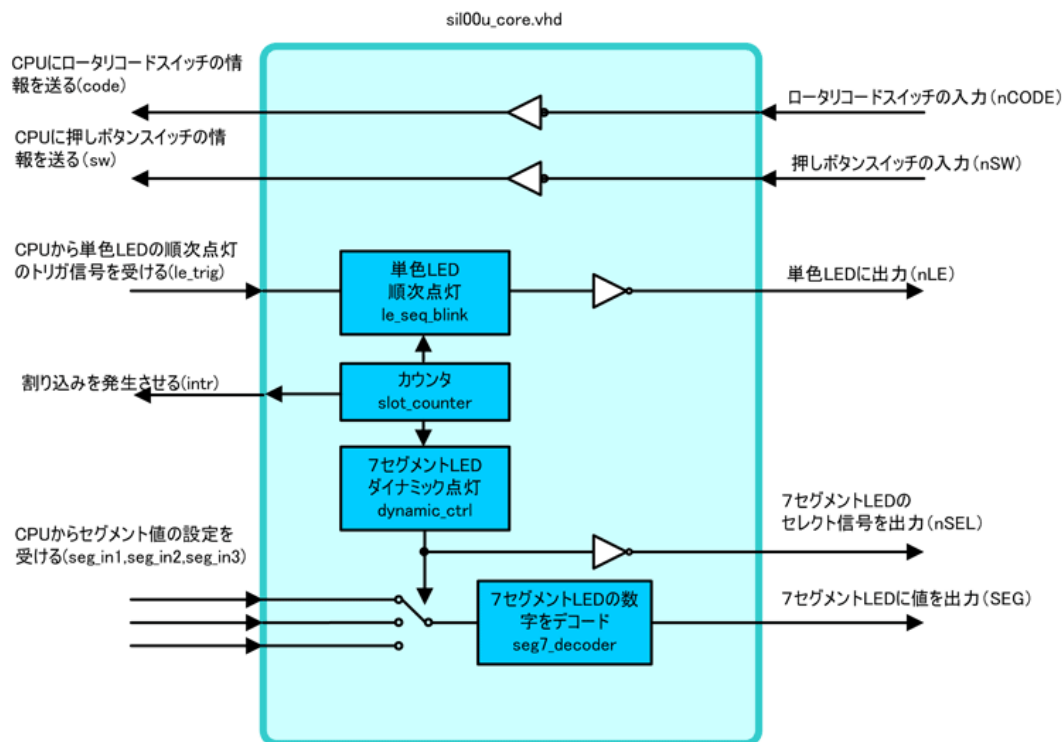 sil00u_core.vhd
CPUにロータリコードスイッチの情
報を送る(code)
ロータリコードスイッチの入力(nCODE)
CPUに押しボタンスイッチの情
報を送る(sw)
押しボタンスイッチの入力(nSW)
CPUから単色LEDの順次点灯
のトリガ信号を受ける(le_trig)
単色LED
順次点灯
le_seq_blink
単色LEDに出力(nLE)
割り込みを発生させる(intr)
カウンタ
slot_counter
7セグメントLED
ダイナミック点灯
dynamic_ctrl
7セグメントLEDの
セレクト信号を出力(nSEL)
CPUからセグメント値の設定を
受ける(seg_in1,seg_in2,seg_in3)
7セグメントLEDの数
字をデコード
seg7_decoder
7セグメントLEDに値を出力(SEG)